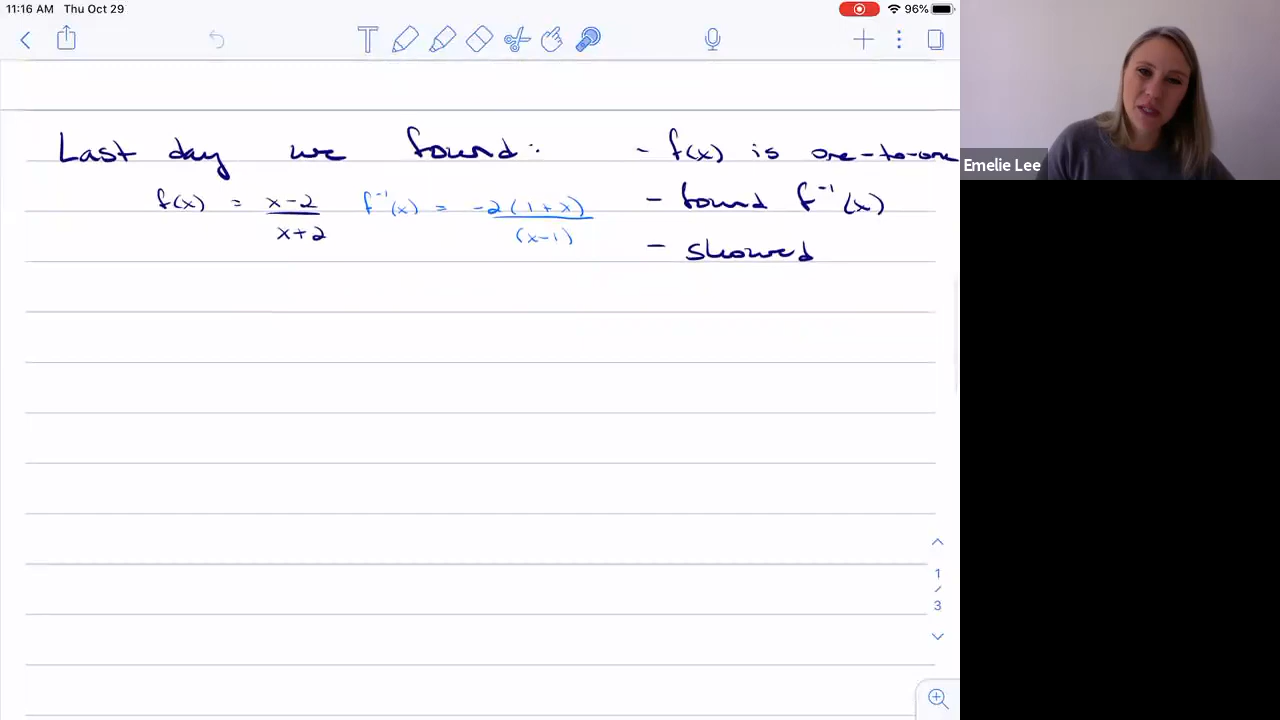 11:16 AM Thu Oct 29
96%
T
Last day we found: - f(x) is one-to-one
f(x) = x-2 / x+2 f⁻¹(x) = -2(1+x) / (x-1) - found f⁻¹(x)
- showed
Emelie Lee
1
/
3